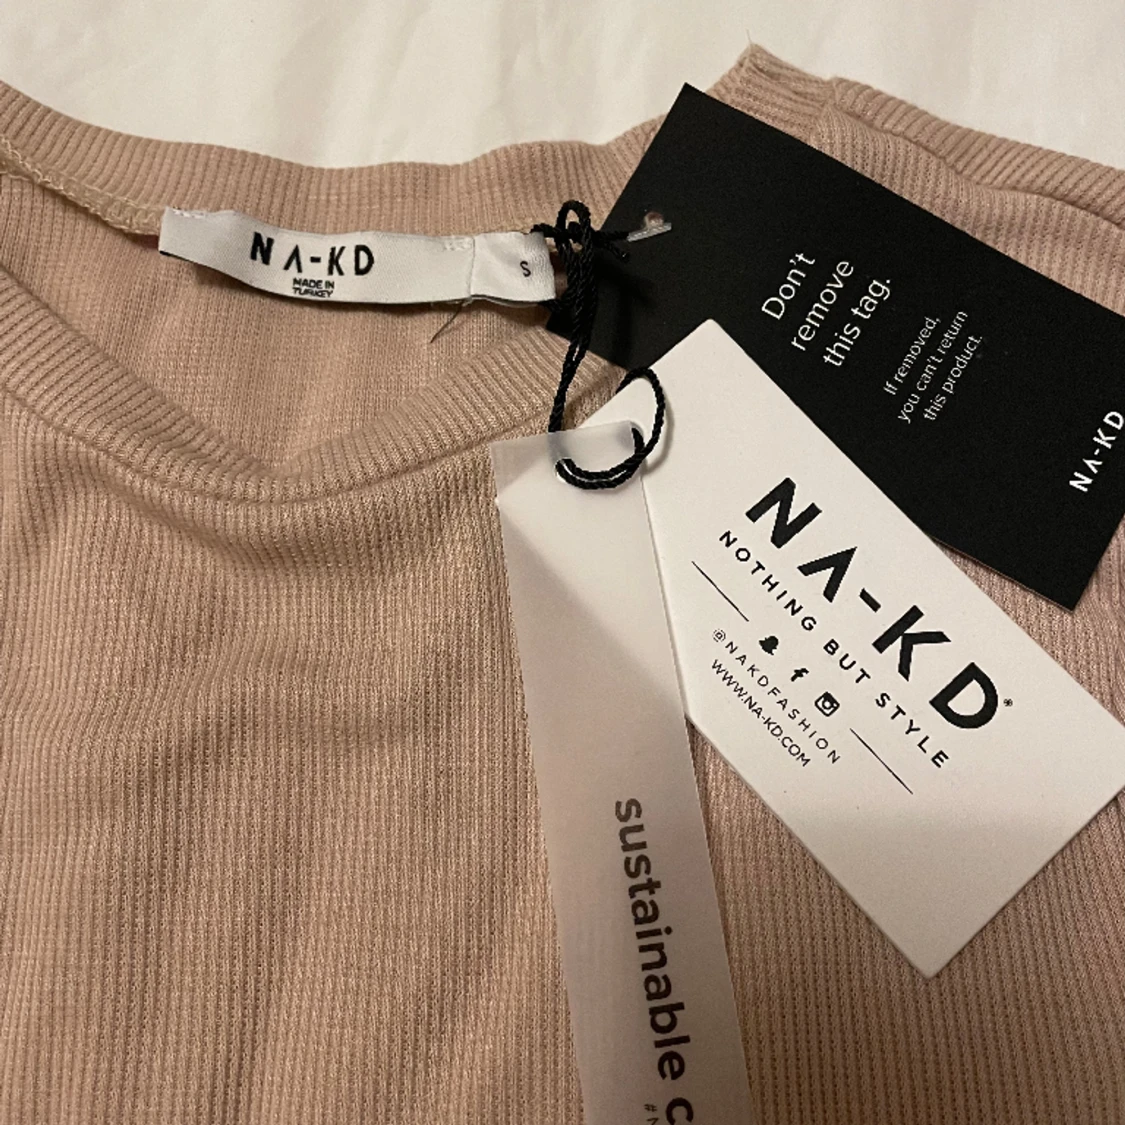 NA-KD
MADE IN
TURKEY
S
Don't
remove
this tag.
If removed,
you can't return
this product.
NA-KD
NA-KD®
NOTHING BUT STYLE
@NAKDFASHION
WWW.NA-KD.COM
sustainable